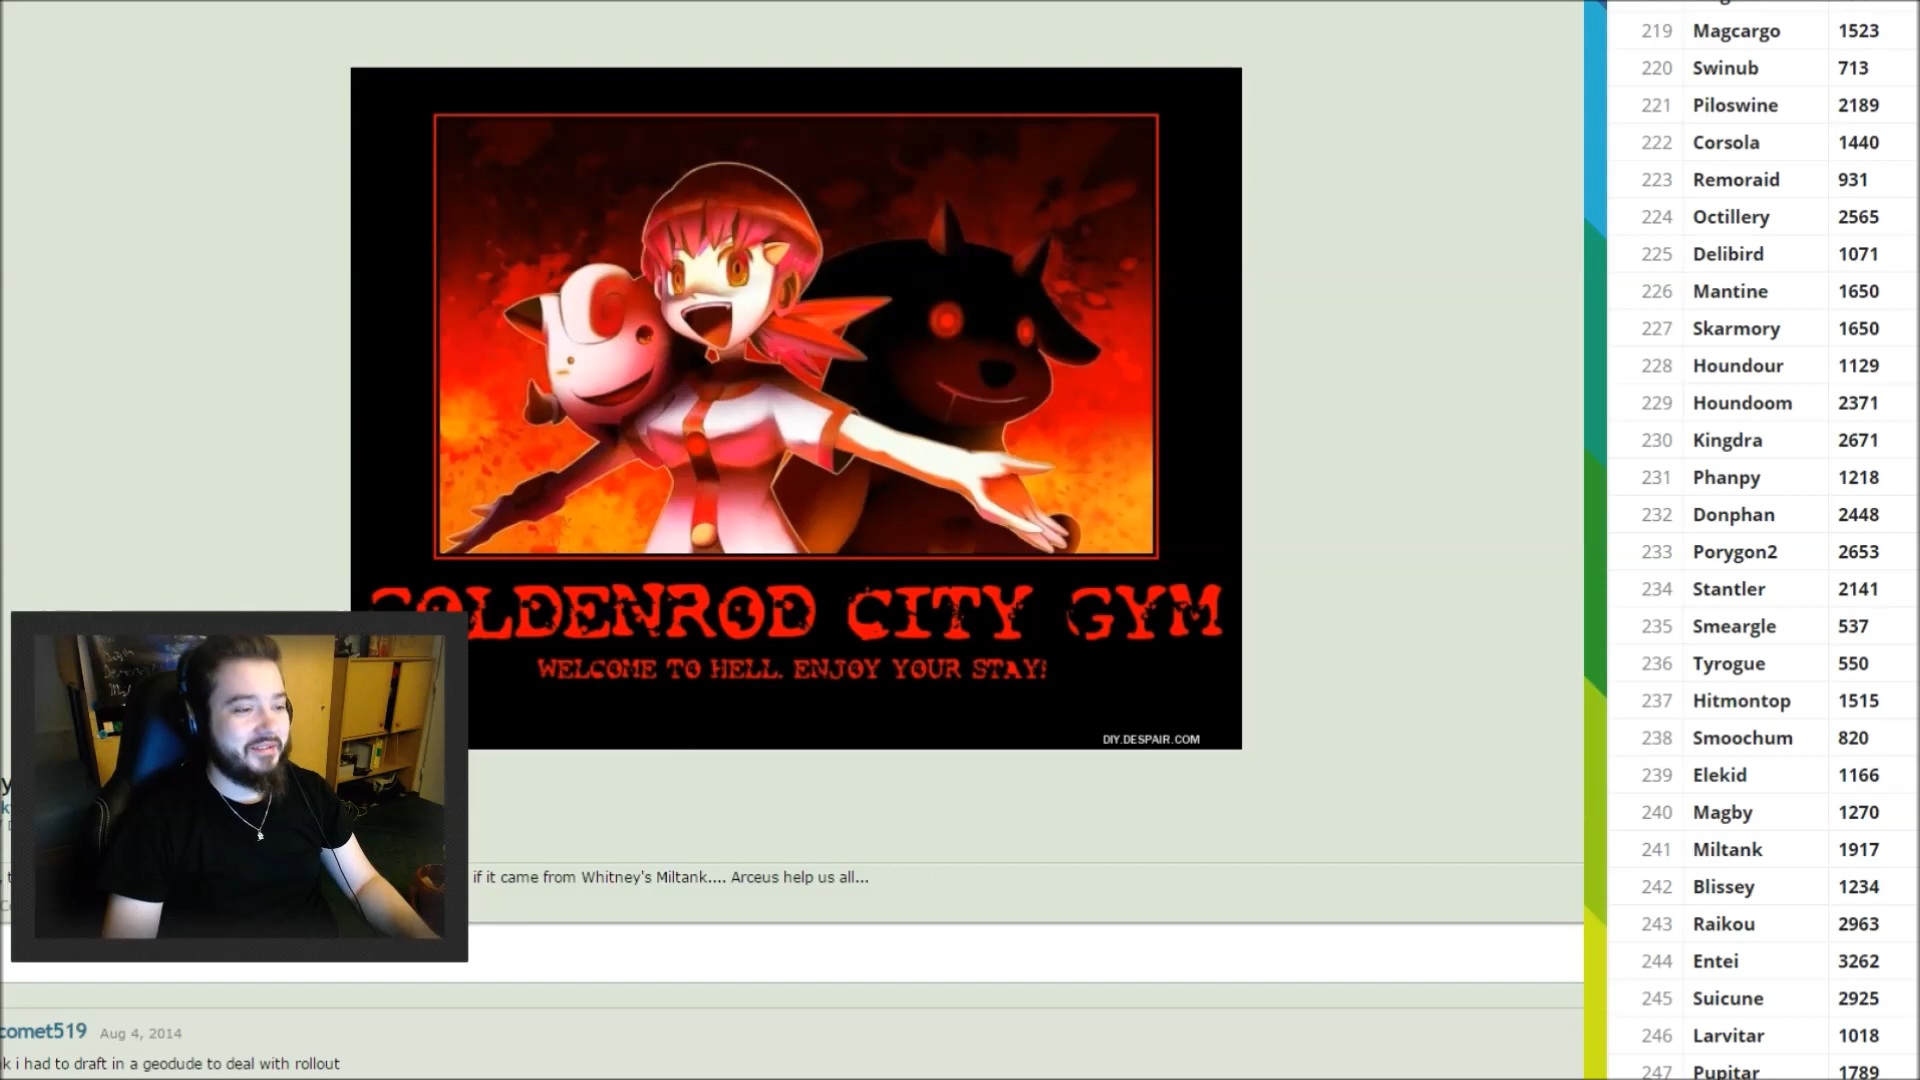 GOLDENROD CITY GYM
WELCOME TO HELL. ENJOY YOUR STAY!
DIY.DESPAIR.COM
if it came from Whitney's Miltank.... Arceus help us all...
comet519 Aug 4, 2014
k i had to draft in a geodude to deal with rollout
219 Magcargo 1523
220 Swinub 713
221 Piloswine 2189
222 Corsola 1440
223 Remoraid 931
224 Octillery 2565
225 Delibird 1071
226 Mantine 1650
227 Skarmory 1650
228 Houndour 1129
229 Houndoom 2371
230 Kingdra 2671
231 Phanpy 1218
232 Donphan 2448
233 Porygon2 2653
234 Stantler 2141
235 Smeargle 537
236 Tyrogue 550
237 Hitmontop 1515
238 Smoochum 820
239 Elekid 1166
240 Magby 1270
241 Miltank 1917
242 Blissey 1234
243 Raikou 2963
244 Entei 3262
245 Suicune 2925
246 Larvitar 1018
247 Pupitar 1789